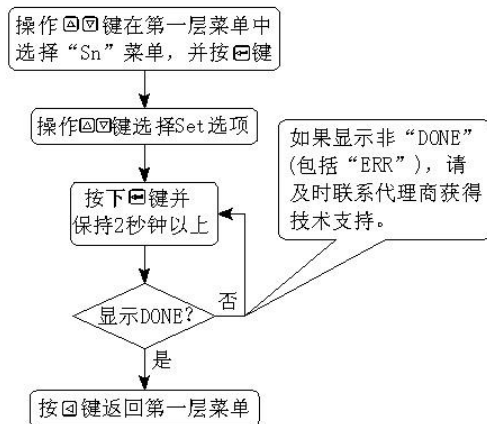 操作△▽键在第一层菜单中
选择“Sn”菜单，并按↵键
操作△▽键选择Set选项
如果显示非“DONE”
(包括“ERR”)，请
及时联系代理商获得
技术支持。
按下↵键并
保持2秒钟以上
否
显示DONE?
是
按◁键返回第一层菜单